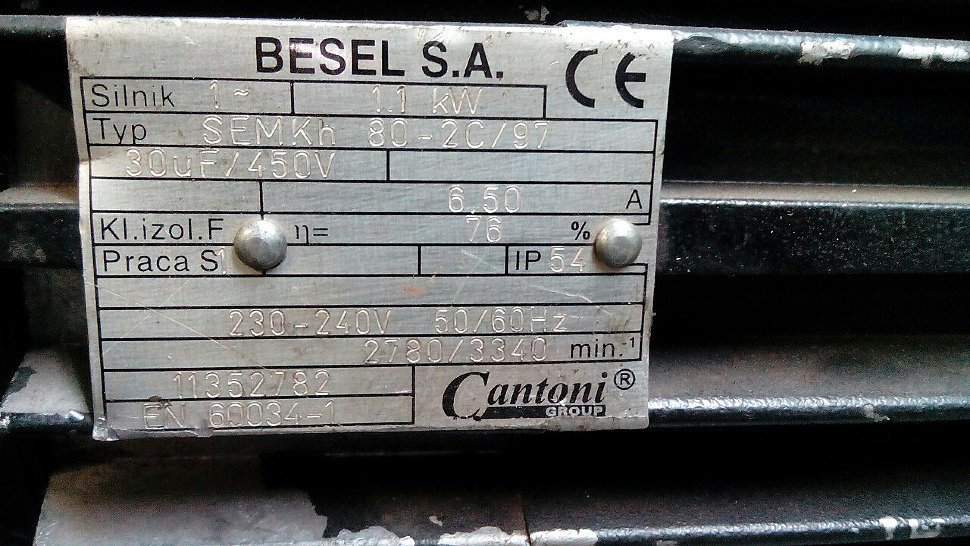 BESEL S.A. CE
Silnik 1~ 1.1 kW
Typ SEMKh 80-2C/97
30uF/450V
6,50 A
Kl.izol.F η= 76 %
Praca S1 IP 54
230-240V 50/60Hz
2780/3340 min.⁻¹
11352782
EN 60034-1
Cantoni®
GROUP